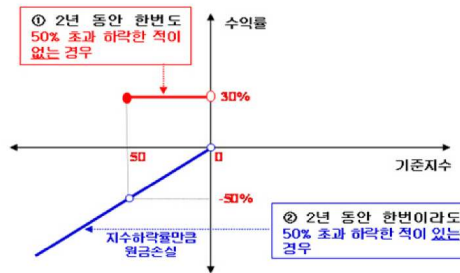 ① 2년 동안 한번도
50% 초과 하락한 적이
없는 경우
수익률
30%
50
0
기준지수
-50%
지수하락률만큼
원금손실
② 2년 동안 한번이라도
50% 초과 하락한 적이 있는
경우